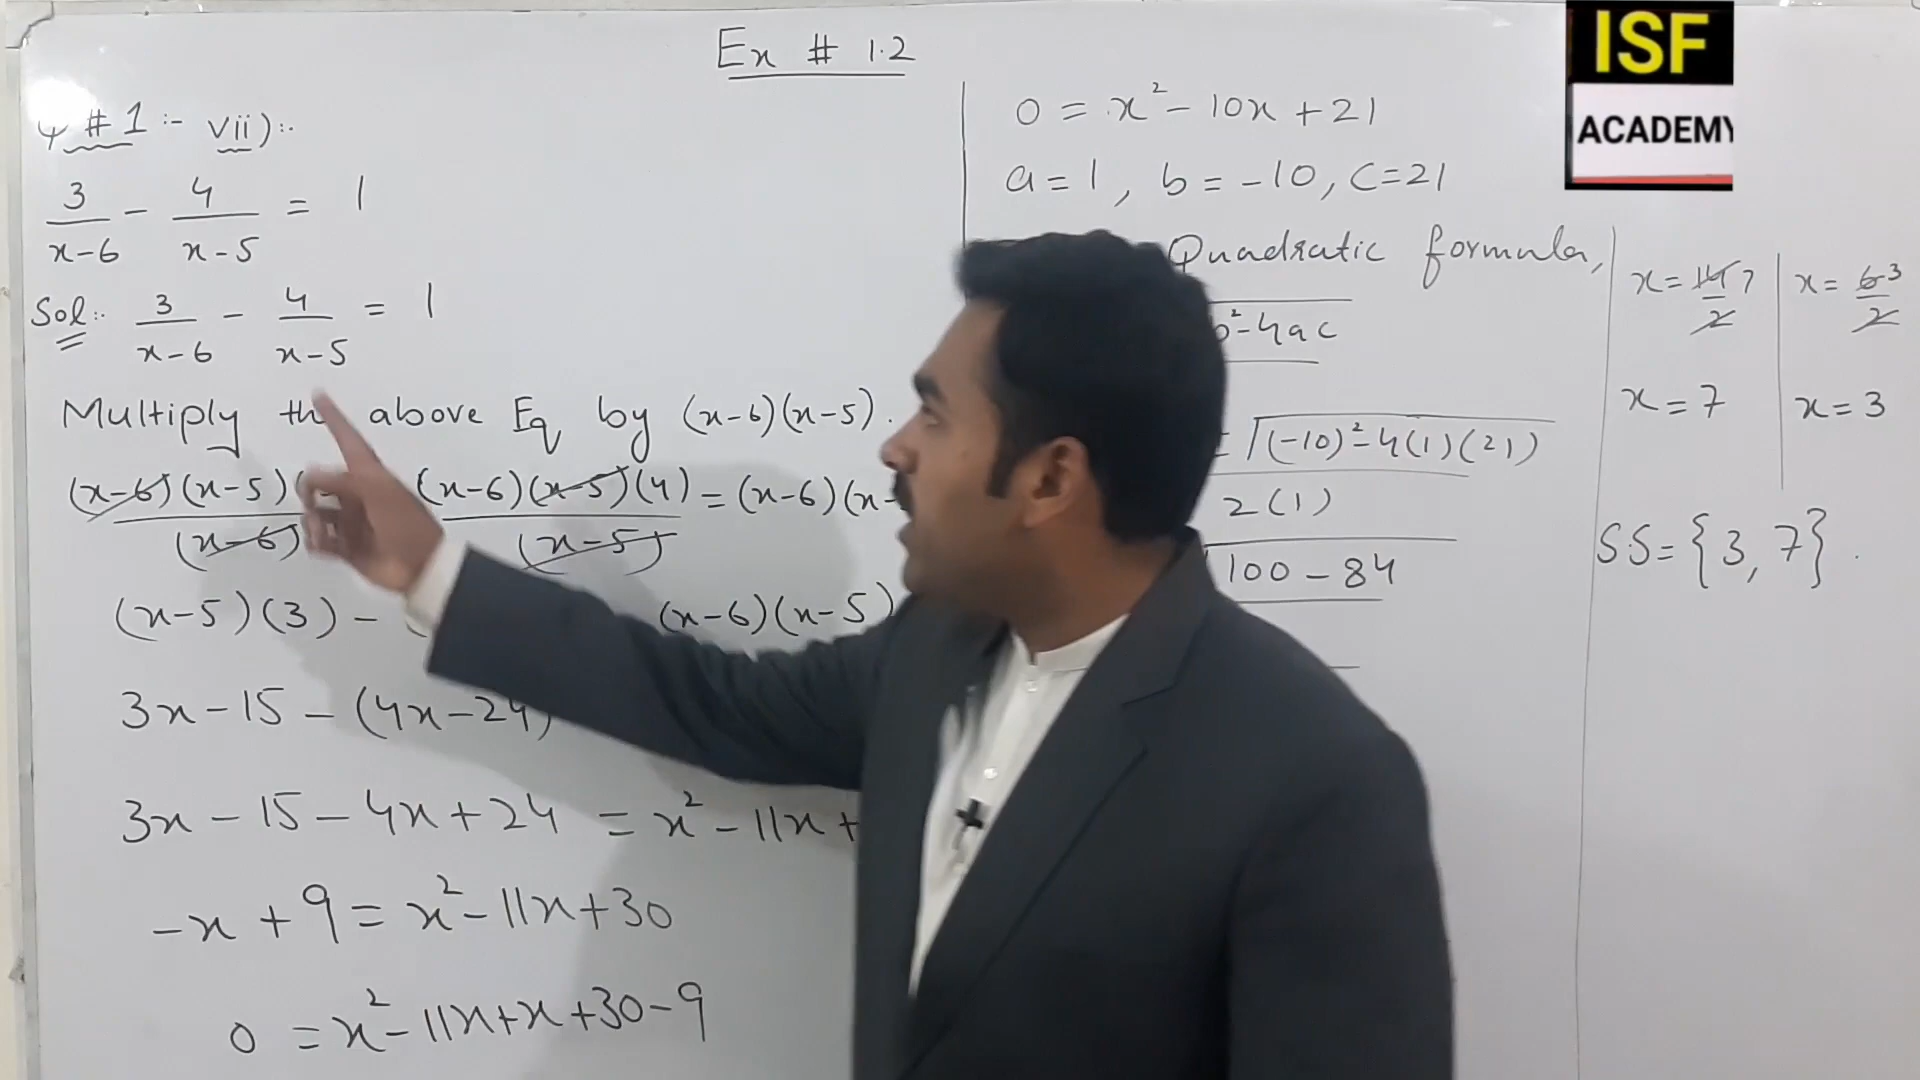 Ex # 1.2
ISF
ACADEMY
Q # 1 :- vii) :-
3/(x-6) - 4/(x-5) = 1
Sol:. 3/(x-6) - 4/(x-5) = 1
Multiply th above Eq by (x-6)(x-5).
(x-6)(x-5)( / (x-6) (x-6)(x-5)(4) / (x-5) = (x-6)(x-
(x-5)(3) - ( (x-6)(x-5)
3x-15-(4x-24)
3x-15-4x+24 = x²-11x+
-x+9 = x²-11x+30
0 = x²-11x+x+30-9
0 = x²-10x+21
a=1, b=-10, c=21
Quadratic formula,
b²-4ac
√(-10)²-4(1)(21)
2(1)
100-84
x = 14 7 / 2 x = 6 3 / 2
x=7 x=3
S.S={3,7}.